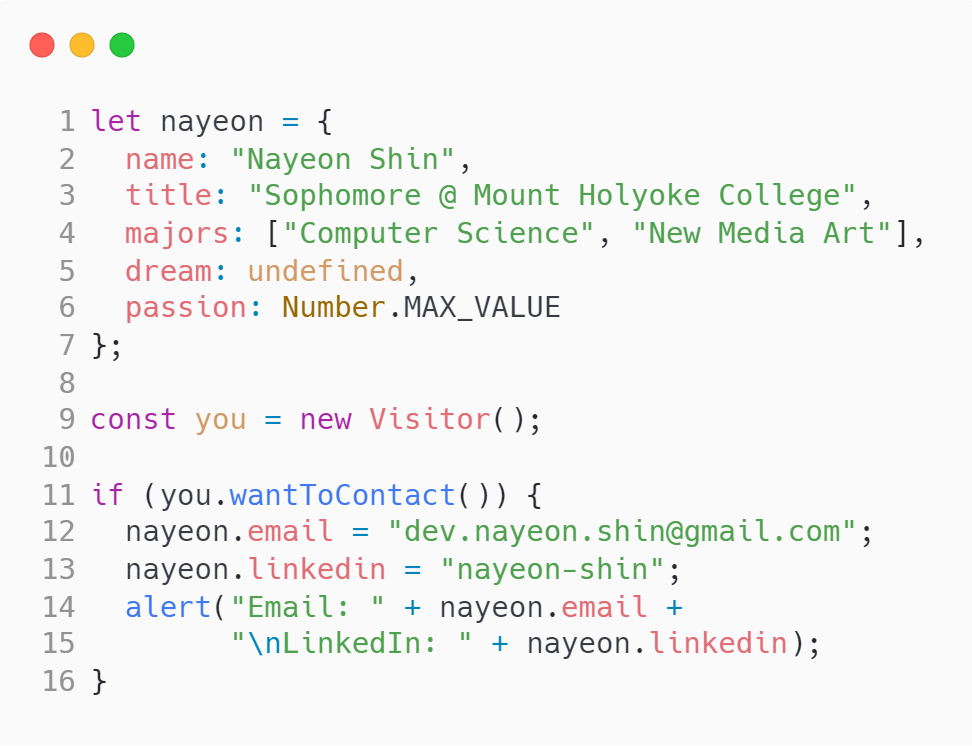 1 let nayeon = {
2   name: "Nayeon Shin",
3   title: "Sophomore @ Mount Holyoke College",
4   majors: ["Computer Science", "New Media Art"],
5   dream: undefined,
6   passion: Number.MAX_VALUE
7 };
8
9 const you = new Visitor();
10
11 if (you.wantToContact()) {
12   nayeon.email = "dev.nayeon.shin@gmail.com";
13   nayeon.linkedin = "nayeon-shin";
14   alert("Email: " + nayeon.email +
15         "\nLinkedIn: " + nayeon.linkedin);
16 }